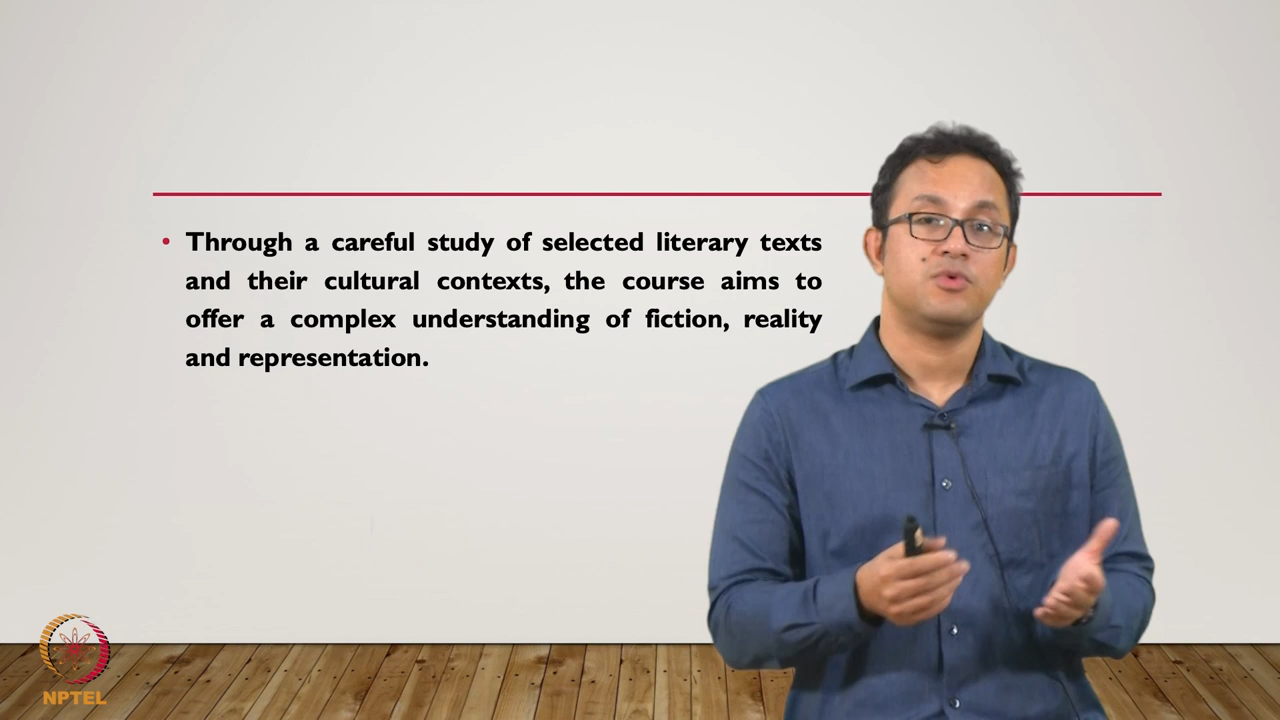 • Through a careful study of selected literary texts
and their cultural contexts, the course aims to
offer a complex understanding of fiction, reality
and representation.
NPTEL